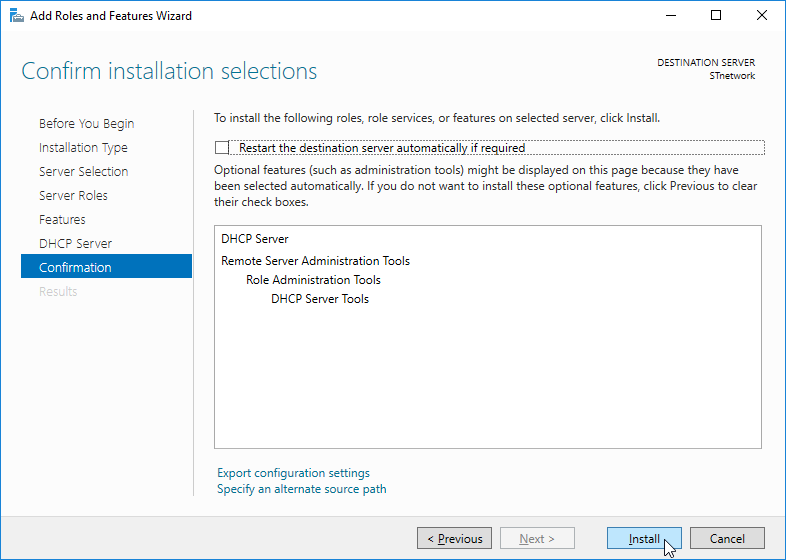 Add Roles and Features Wizard
Confirm installation selections
DESTINATION SERVER
STnetwork
Before You Begin
Installation Type
Server Selection
Server Roles
Features
DHCP Server
Confirmation
Results
To install the following roles, role services, or features on selected server, click Install.
Restart the destination server automatically if required
Optional features (such as administration tools) might be displayed on this page because they have
been selected automatically. If you do not want to install these optional features, click Previous to clear
their check boxes.
DHCP Server
Remote Server Administration Tools
Role Administration Tools
DHCP Server Tools
Export configuration settings
Specify an alternate source path
< Previous
Next >
Install
Cancel